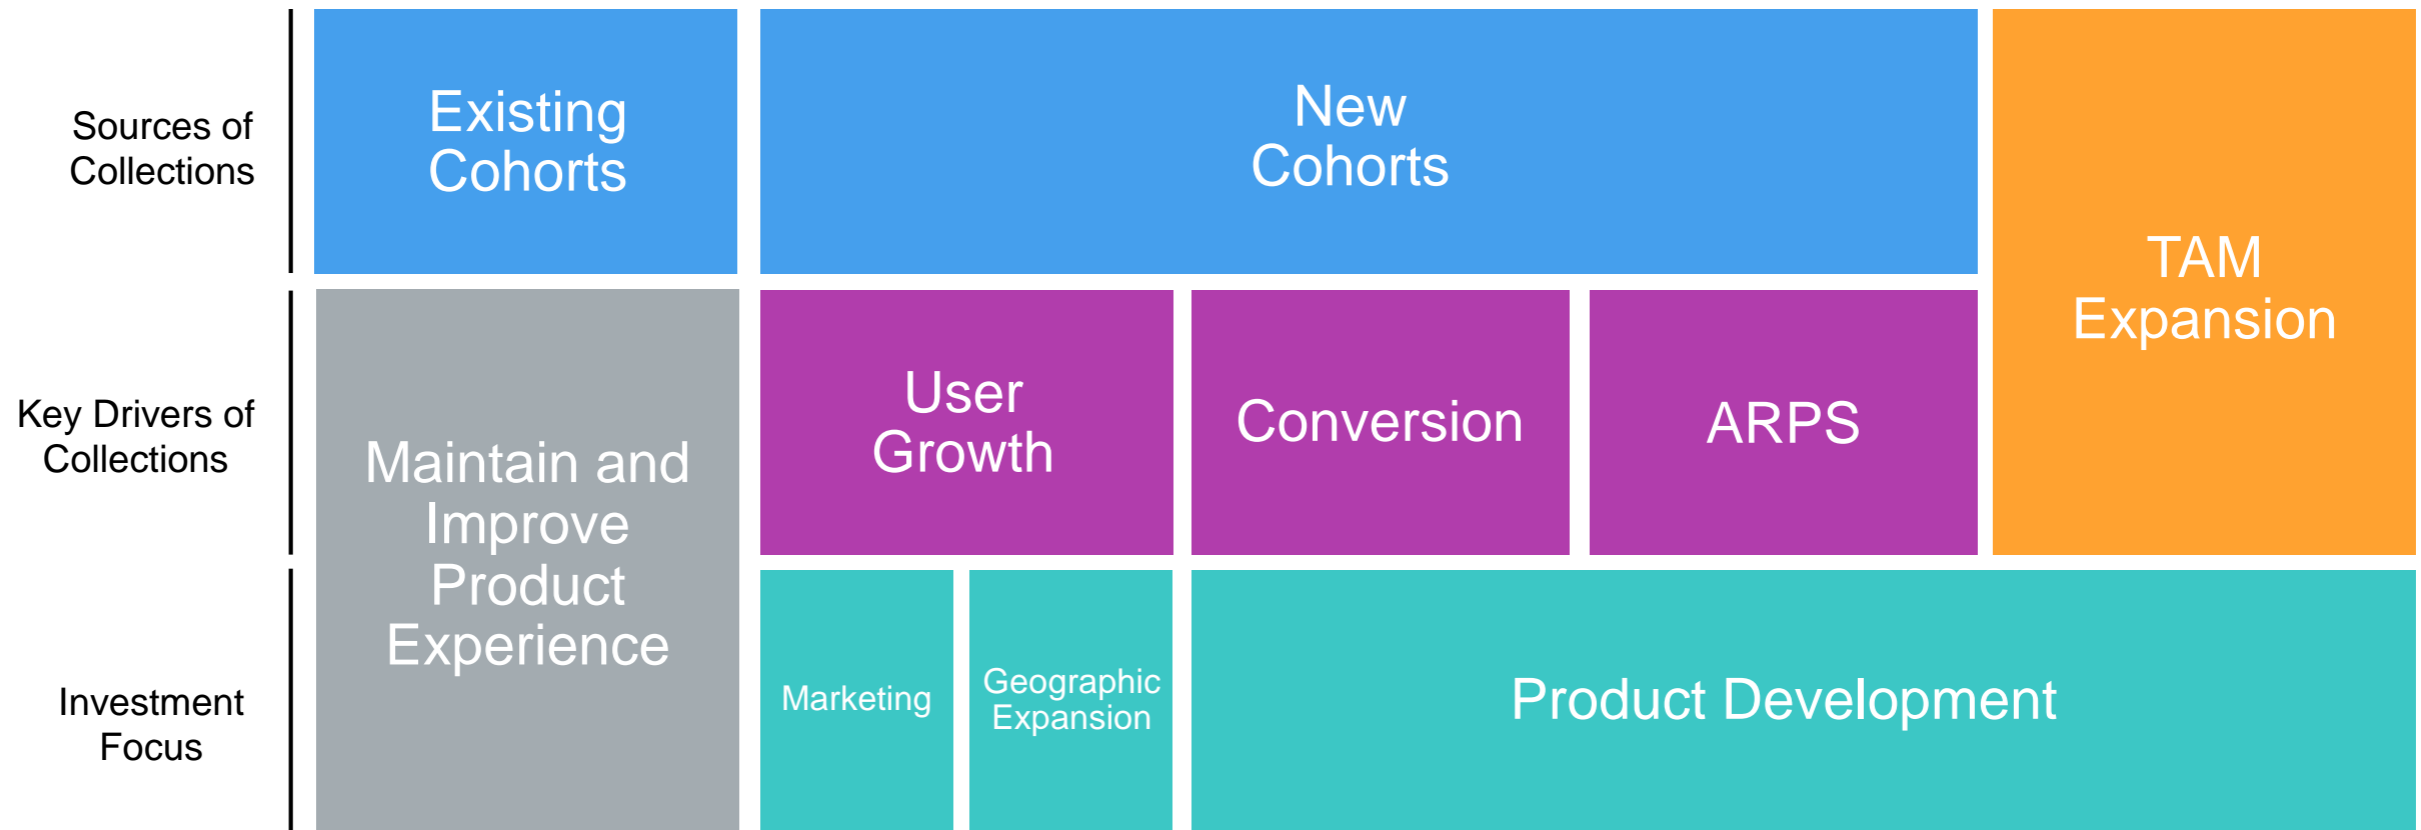 Sources of
Collections
Existing
Cohorts
New
Cohorts
TAM
Expansion
Key Drivers of
Collections
Maintain and
Improve
Product
Experience
User
Growth
Conversion
ARPS
Investment
Focus
Marketing
Geographic
Expansion
Product Development